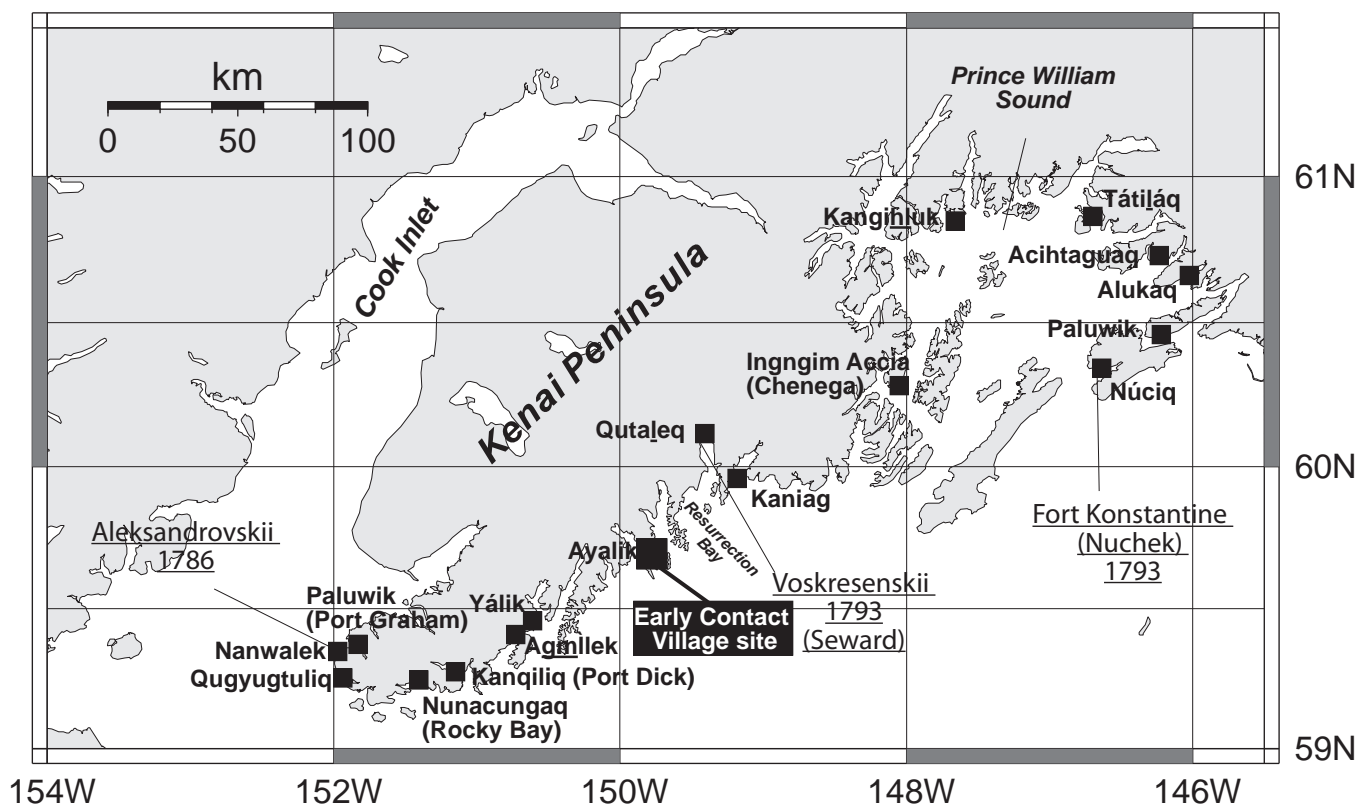 km
0 50 100
Prince William
Sound
61N
Cook Inlet
Kenai Peninsula
Kangihluk
Tátiláq
Acihtaguaq
Alukaq
Paluwik
Núciq
Ingngim Accia
(Chenega)
Qutaleq
60N
Kaniag
Resurrection
Bay
Fort Konstantine
(Nuchek)
1793
Aleksandrovskii
1786
Ayalik
Voskresenskii
1793
(Seward)
Early Contact
Village site
Paluwik
(Port Graham)
Yálik
Nanwalek
Aginllek
Qugyugtuliq
Kanqiliq (Port Dick)
Nunacungaq
(Rocky Bay)
59N
154W 152W 150W 148W 146W